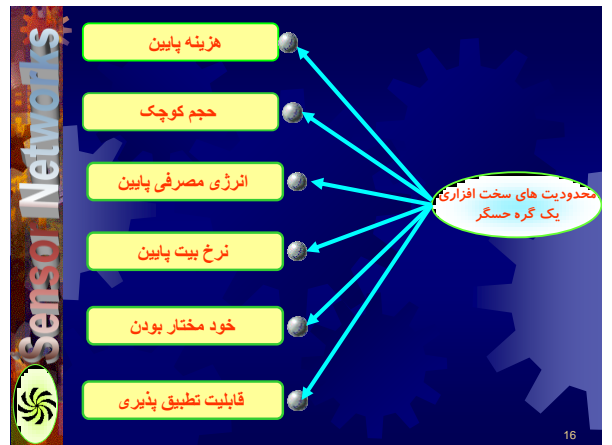 Sensor Networks
هزینه پایین
حجم کوچک
انرژی مصرفی پایین
نرخ بیت پایین
خود مختار بودن
قابلیت تطبیق پذیری
محدودیت های سخت افزاری
یک گره حسگر
16